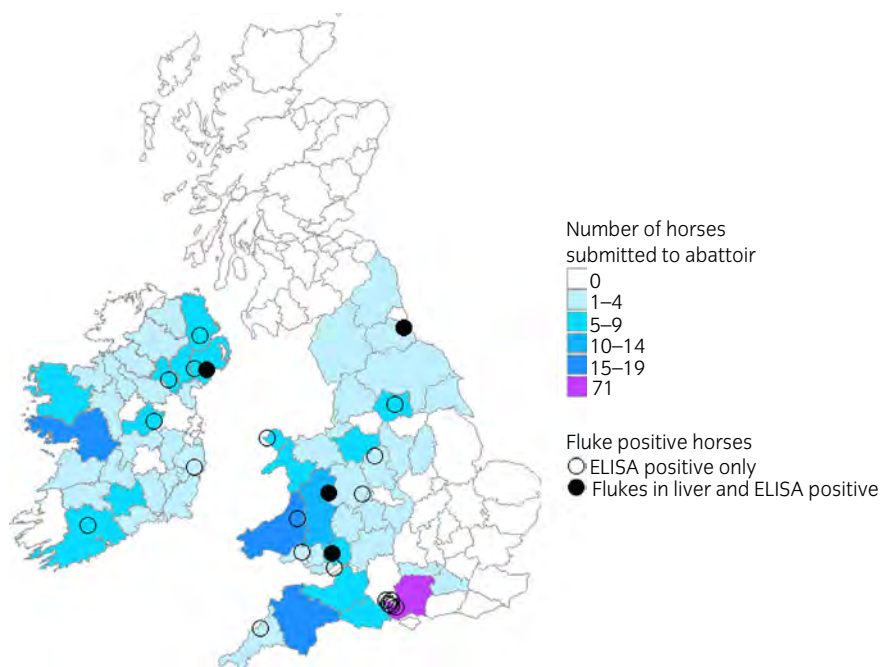 Number of horses
submitted to abattoir
0
1–4
5–9
10–14
15–19
71
Fluke positive horses
ELISA positive only
Flukes in liver and ELISA positive